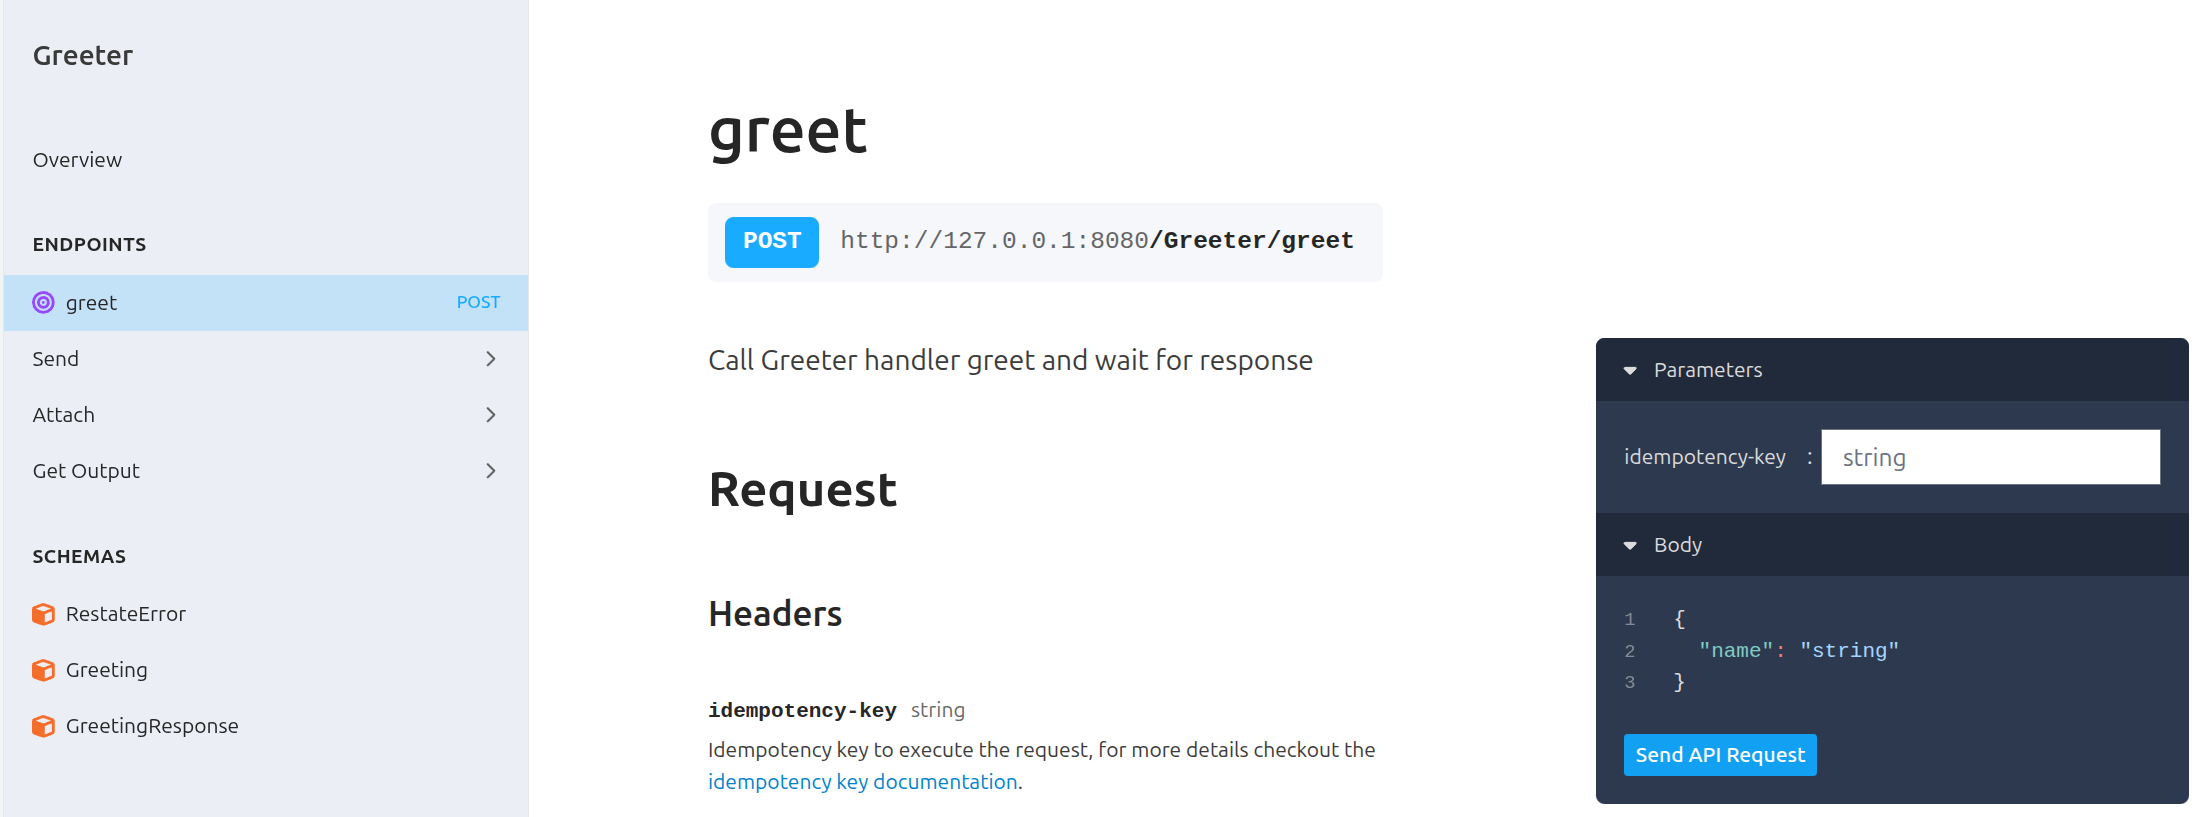 Greeter
Overview
ENDPOINTS
greet POST
Send
Attach
Get Output
SCHEMAS
RestateError
Greeting
GreetingResponse
greet
POST http://127.0.0.1:8080/Greeter/greet
Call Greeter handler greet and wait for response
Request
Headers
idempotency-key string
Idempotency key to execute the request, for more details checkout the
idempotency key documentation.
Parameters
idempotency-key : string
Body
1 {
2 "name": "string"
3 }
Send API Request